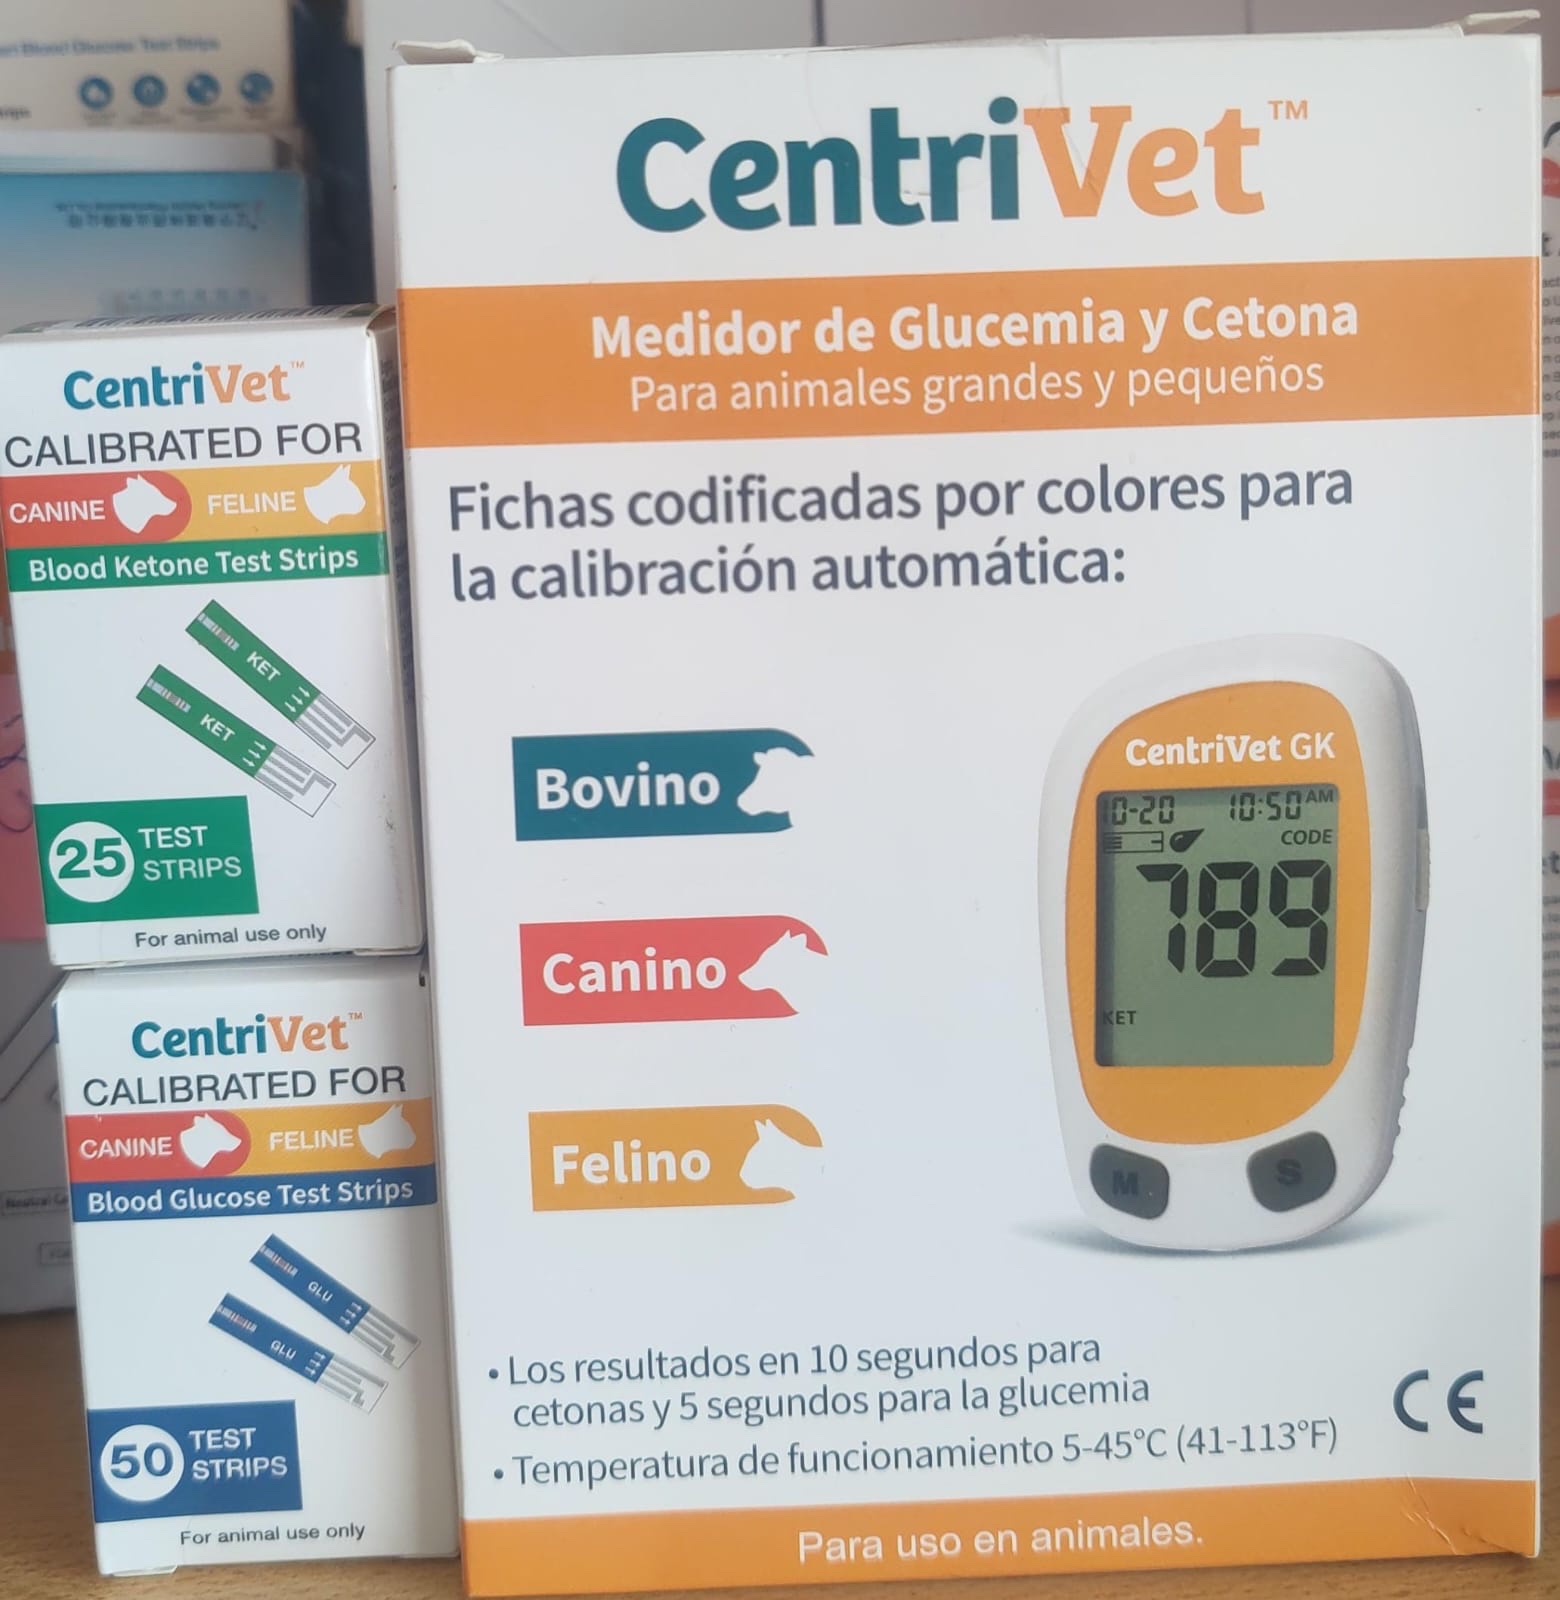 CentriVet™
CALIBRATED FOR
CANINE FELINE
Blood Ketone Test Strips
KET
KET
25 TEST
STRIPS
For animal use only
CentriVet™
CALIBRATED FOR
CANINE FELINE
Blood Glucose Test Strips
GLU
GLU
50 TEST
STRIPS
For animal use only
CentriVet™
Medidor de Glucemia y Cetona
Para animales grandes y pequeños
Fichas codificadas por colores para
la calibración automática:
Bovino
Canino
Felino
CentriVet GK
10-20 10:50 AM
CODE
789
KET
M S
• Los resultados en 10 segundos para
cetonas y 5 segundos para la glucemia
• Temperatura de funcionamiento 5-45°C (41-113°F)
CE
Para uso en animales.